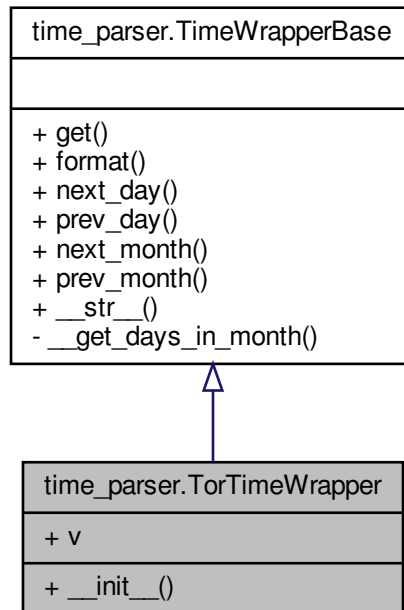 time_parser.TimeWrapperBase
+ get()
+ format()
+ next_day()
+ prev_day()
+ next_month()
+ prev_month()
+ __str__()
- __get_days_in_month()
time_parser.TorTimeWrapper
+ v
+ __init__()